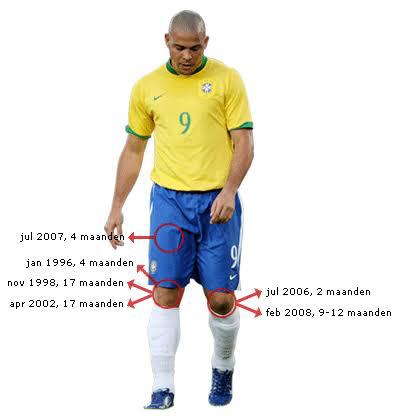 9
jul 2007, 4 maanden
jan 1996, 4 maanden
nov 1998, 17 maanden
apr 2002, 17 maanden
9
jul 2006, 2 maanden
feb 2008, 9-12 maanden